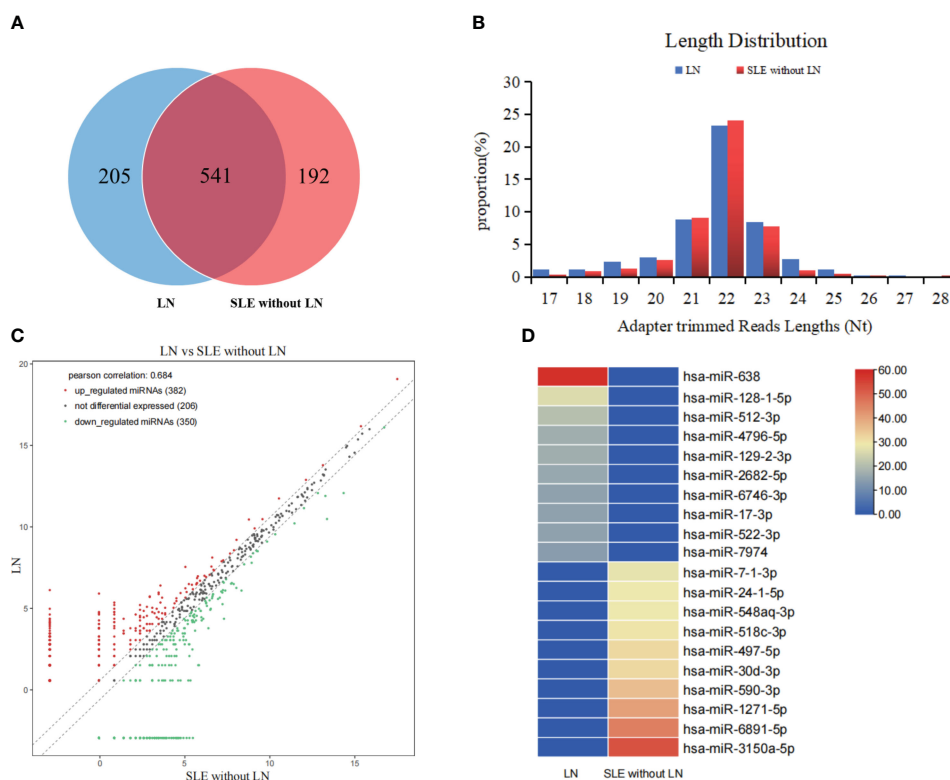 A
205
541
192
LN
SLE without LN
B
Length Distribution
LN
SLE without LN
proportion(%)
30
25
20
15
10
5
0
17 18 19 20 21 22 23 24 25 26 27 28
Adapter trimmed Reads Lengths (Nt)
C
LN vs SLE without LN
pearson correlation: 0.684
up_regulated miRNAs (382)
not differential expressed (206)
down_regulated miRNAs (350)
LN
20
15
10
5
0
0 5 10 15
SLE without LN
D
hsa-miR-638
hsa-miR-128-1-5p
hsa-miR-512-3p
hsa-miR-4796-5p
hsa-miR-129-2-3p
hsa-miR-2682-5p
hsa-miR-6746-3p
hsa-miR-17-3p
hsa-miR-522-3p
hsa-miR-7974
hsa-miR-7-1-3p
hsa-miR-24-1-5p
hsa-miR-548aq-3p
hsa-miR-518c-3p
hsa-miR-497-5p
hsa-miR-30d-3p
hsa-miR-590-3p
hsa-miR-1271-5p
hsa-miR-6891-5p
hsa-miR-3150a-5p
LN SLE without LN
60.00
50.00
40.00
30.00
20.00
10.00
0.00